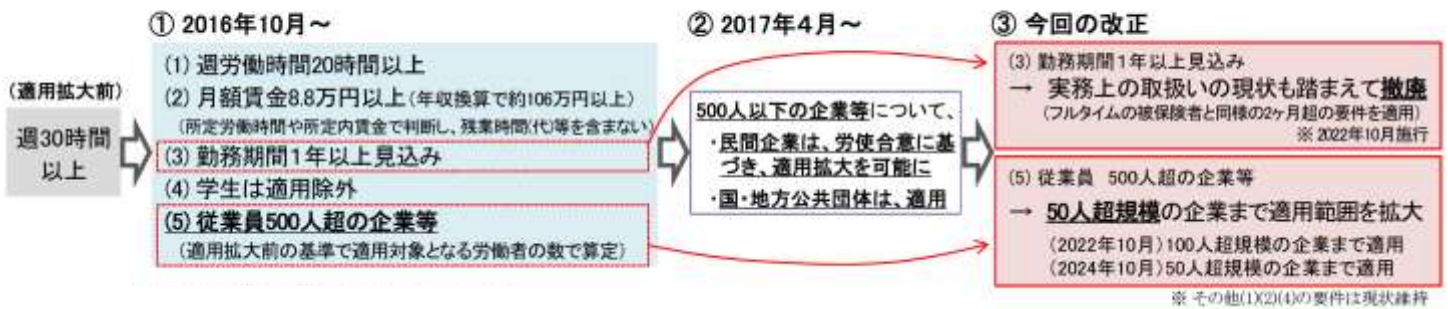 (適用拡大前)
週30時間
以上
① 2016年10月～
(1) 週労働時間20時間以上
(2) 月額賃金8.8万円以上(年収換算で約106万円以上)
(所定労働時間や所定内賃金で判断し、残業時間(代)等を含まない)
(3) 勤務期間1年以上見込み
(4) 学生は適用除外
(5) 従業員500人超の企業等
(適用拡大前の基準で適用対象となる労働者の数で算定)
② 2017年4月～
500人以下の企業等について、
・民間企業は、労使合意に基
づき、適用拡大を可能に
・国・地方公共団体は、適用
③ 今回の改正
(3) 勤務期間1年以上見込み
→ 実務上の取扱いの現状も踏まえて撤廃
(フルタイムの被保険者と同様の2ヶ月超の要件を適用)
※ 2022年10月施行
(5) 従業員 500人超の企業等
→ 50人超規模の企業まで適用範囲を拡大
(2022年10月)100人超規模の企業まで適用
(2024年10月)50人超規模の企業まで適用
※ その他(1)(2)(4)の要件は現状維持